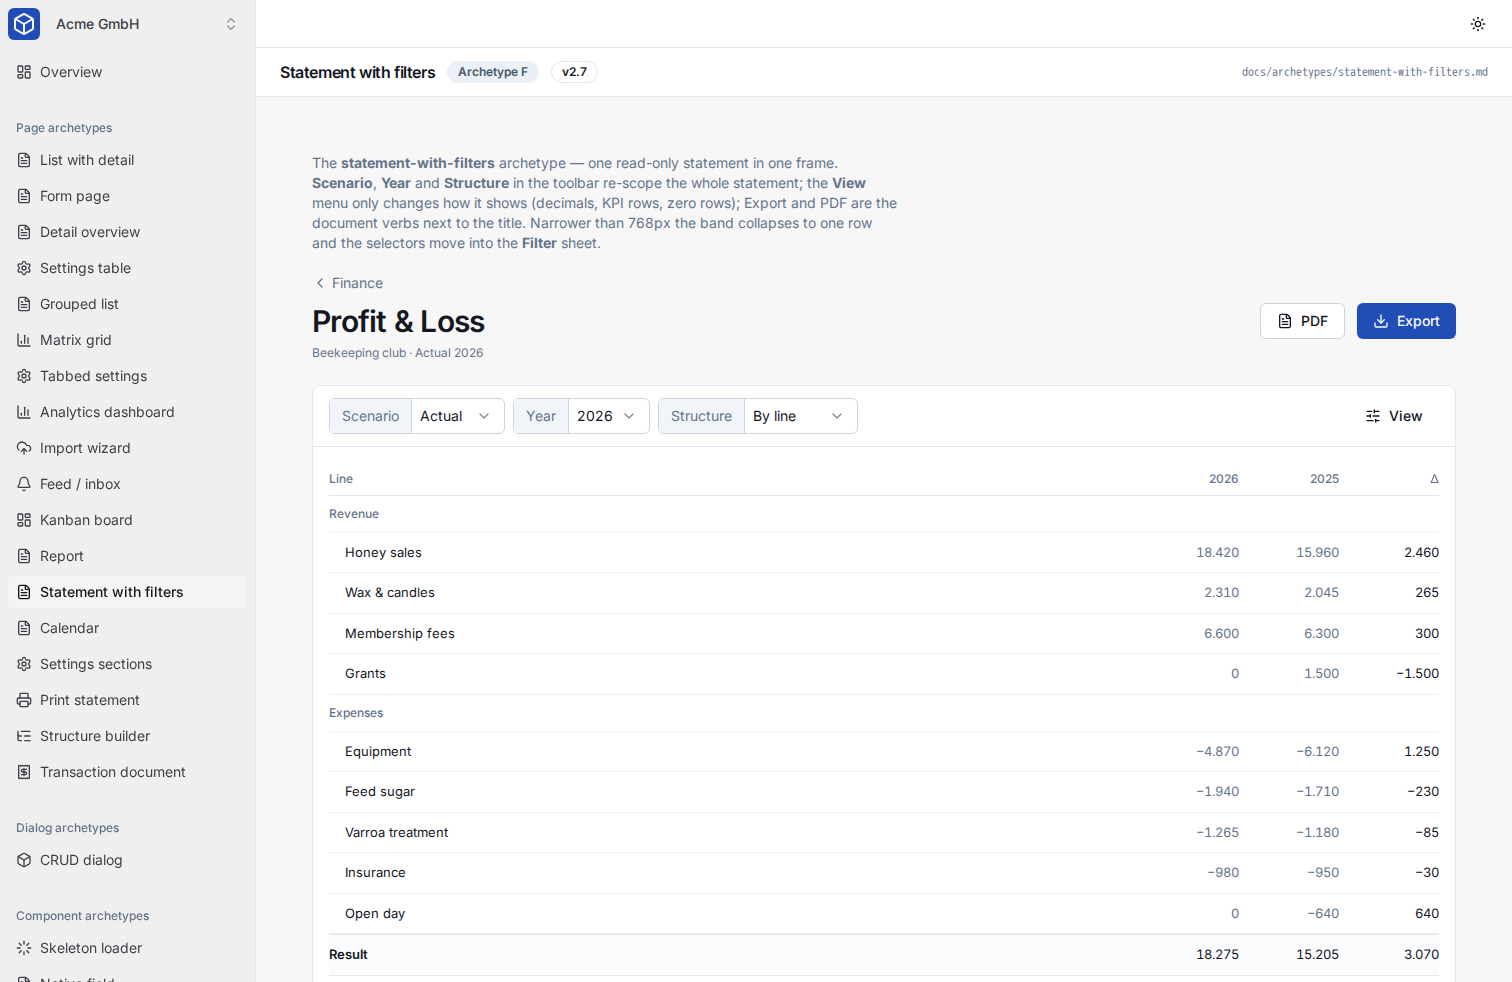 Acme GmbH
Overview
Page archetypes
List with detail
Form page
Detail overview
Settings table
Grouped list
Matrix grid
Tabbed settings
Analytics dashboard
Import wizard
Feed / inbox
Kanban board
Report
Statement with filters
Calendar
Settings sections
Print statement
Structure builder
Transaction document
Dialog archetypes
CRUD dialog
Component archetypes
Skeleton loader
Native field
Statement with filters Archetype F v2.7 docs/archetypes/statement-with-filters.md
The statement-with-filters archetype — one read-only statement in one frame.
Scenario, Year and Structure in the toolbar re-scope the whole statement; the View
menu only changes how it shows (decimals, KPI rows, zero rows); Export and PDF are the
document verbs next to the title. Narrower than 768px the band collapses to one row
and the selectors move into the Filter sheet.
Finance
Profit & Loss PDF Export
Beekeeping club · Actual 2026
Scenario Actual Year 2026 Structure By line View
Line 2026 2025 Δ
Revenue
Honey sales 18.420 15.960 2.460
Wax & candles 2.310 2.045 265
Membership fees 6.600 6.300 300
Grants 0 1.500 −1.500
Expenses
Equipment −4.870 −6.120 1.250
Feed sugar −1.940 −1.710 −230
Varroa treatment −1.265 −1.180 −85
Insurance −980 −950 −30
Open day 0 −640 640
Result 18.275 15.205 3.070